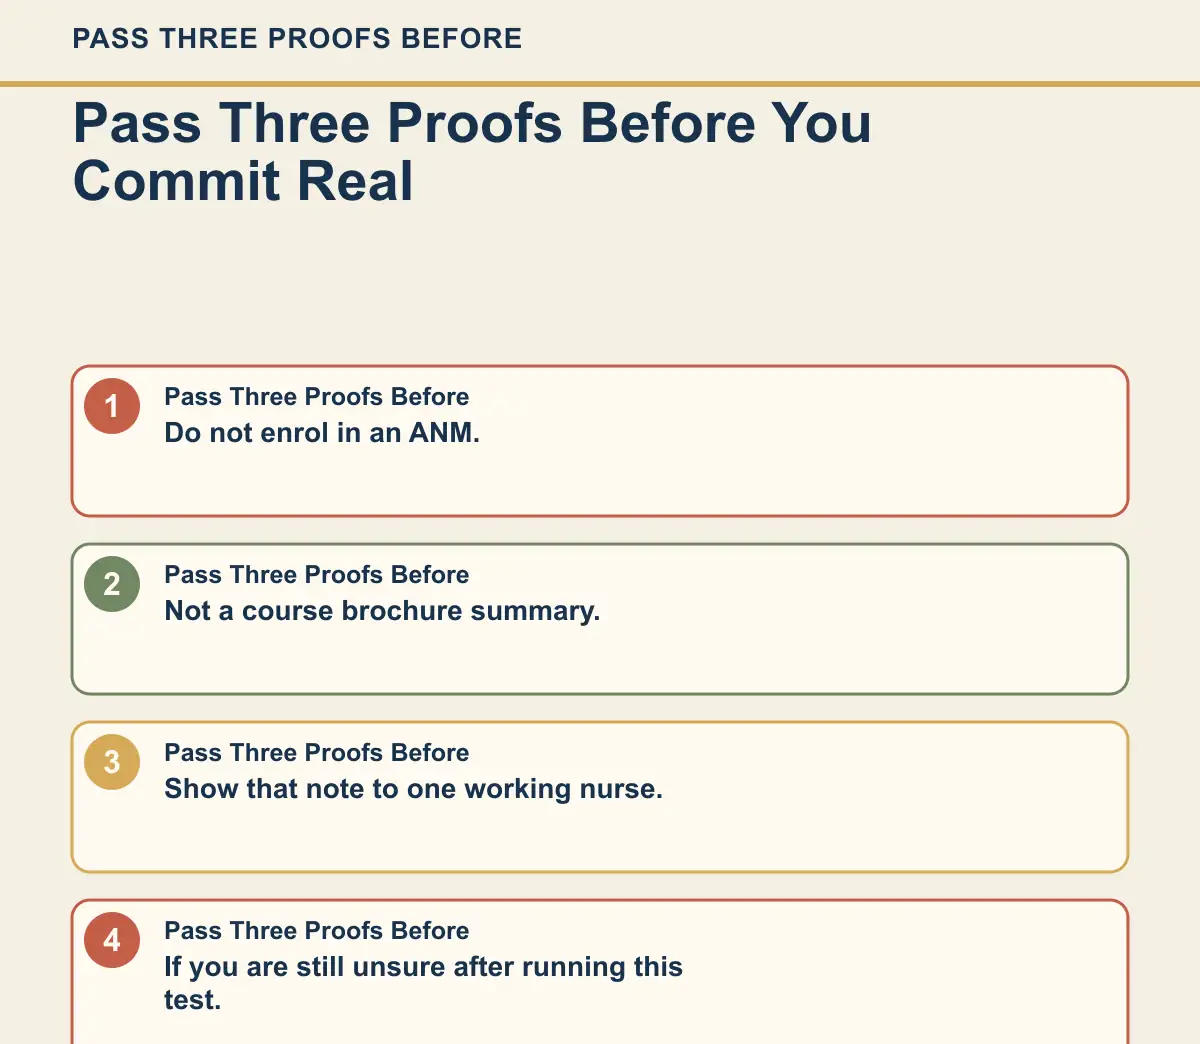 PASS THREE PROOFS BEFORE
Pass Three Proofs Before You
Commit Real
1
Pass Three Proofs Before
Do not enrol in an ANM.
2
Pass Three Proofs Before
Not a course brochure summary.
3
Pass Three Proofs Before
Show that note to one working nurse.
4
Pass Three Proofs Before
If you are still unsure after running this
test.